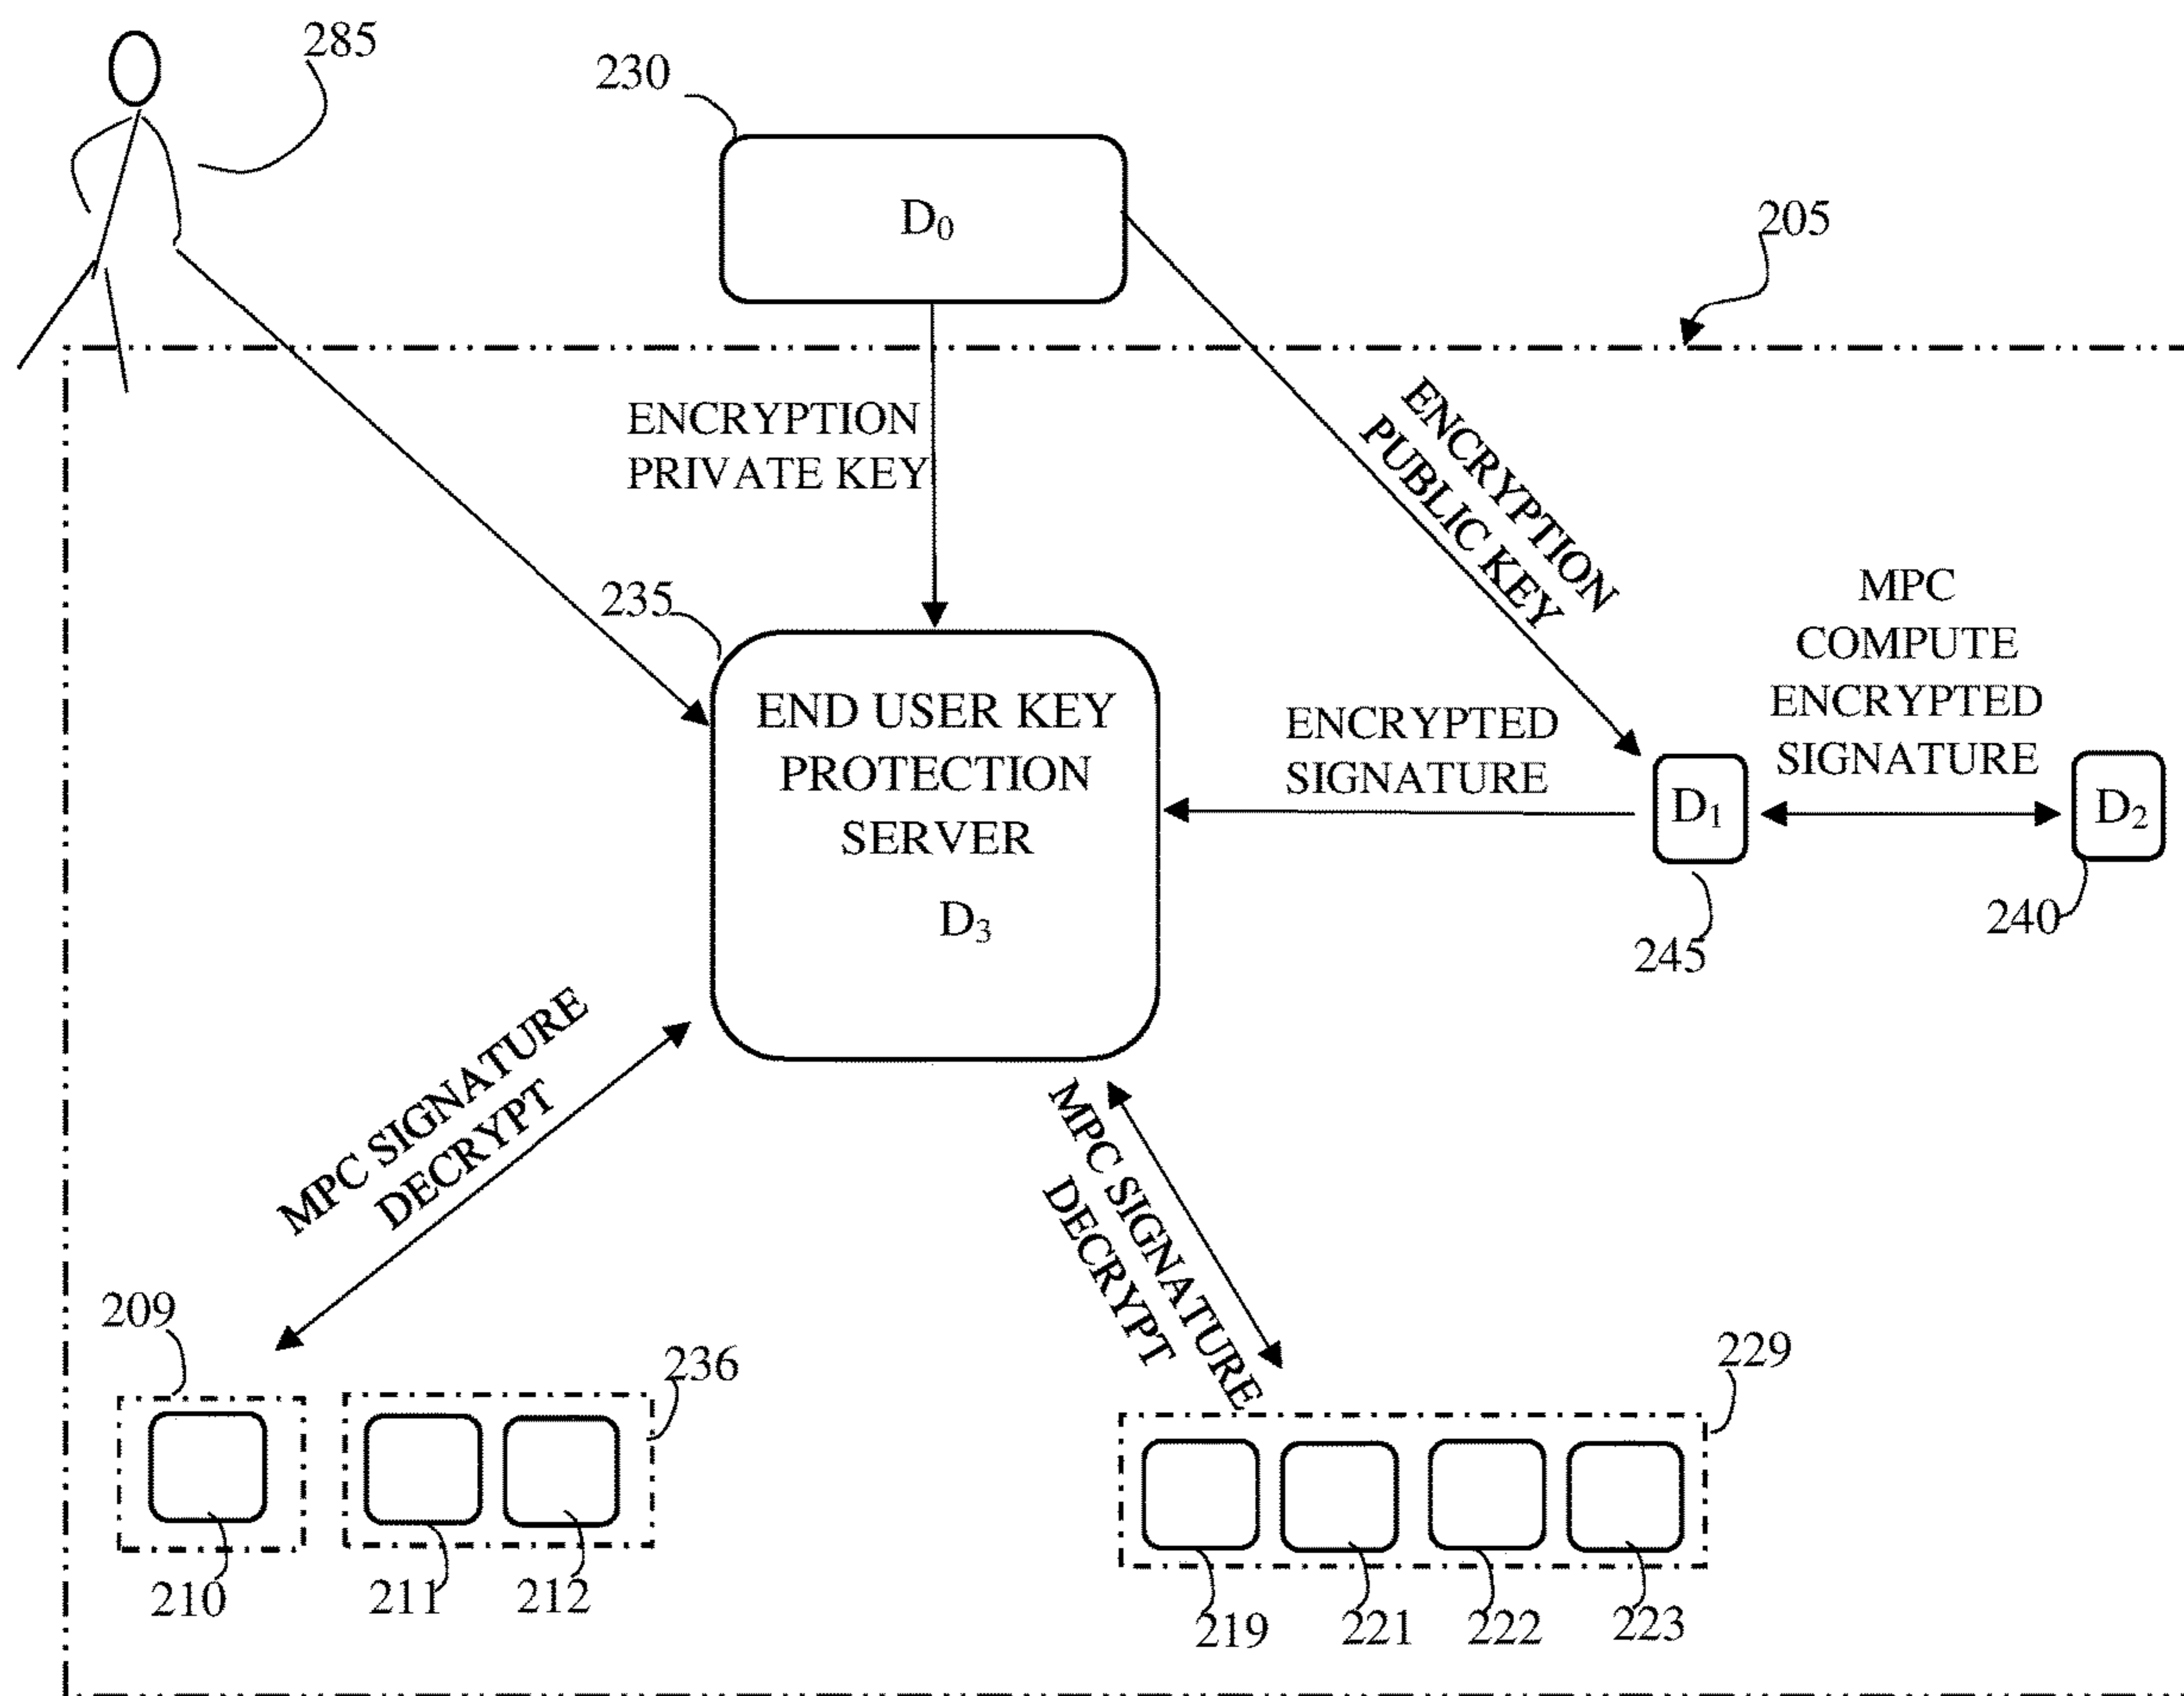 285
230
D₀
205
ENCRYPTION
PRIVATE KEY
ENCRYPTION
PUBLIC KEY
235
END USER KEY
PROTECTION
SERVER
D₃
ENCRYPTED
SIGNATURE
MPC
COMPUTE
ENCRYPTED
SIGNATURE
D₁
D₂
245
240
MPC SIGNATURE
DECRYPT
MPC SIGNATURE
DECRYPT
209
236
229
210
211
212
219
221
222
223